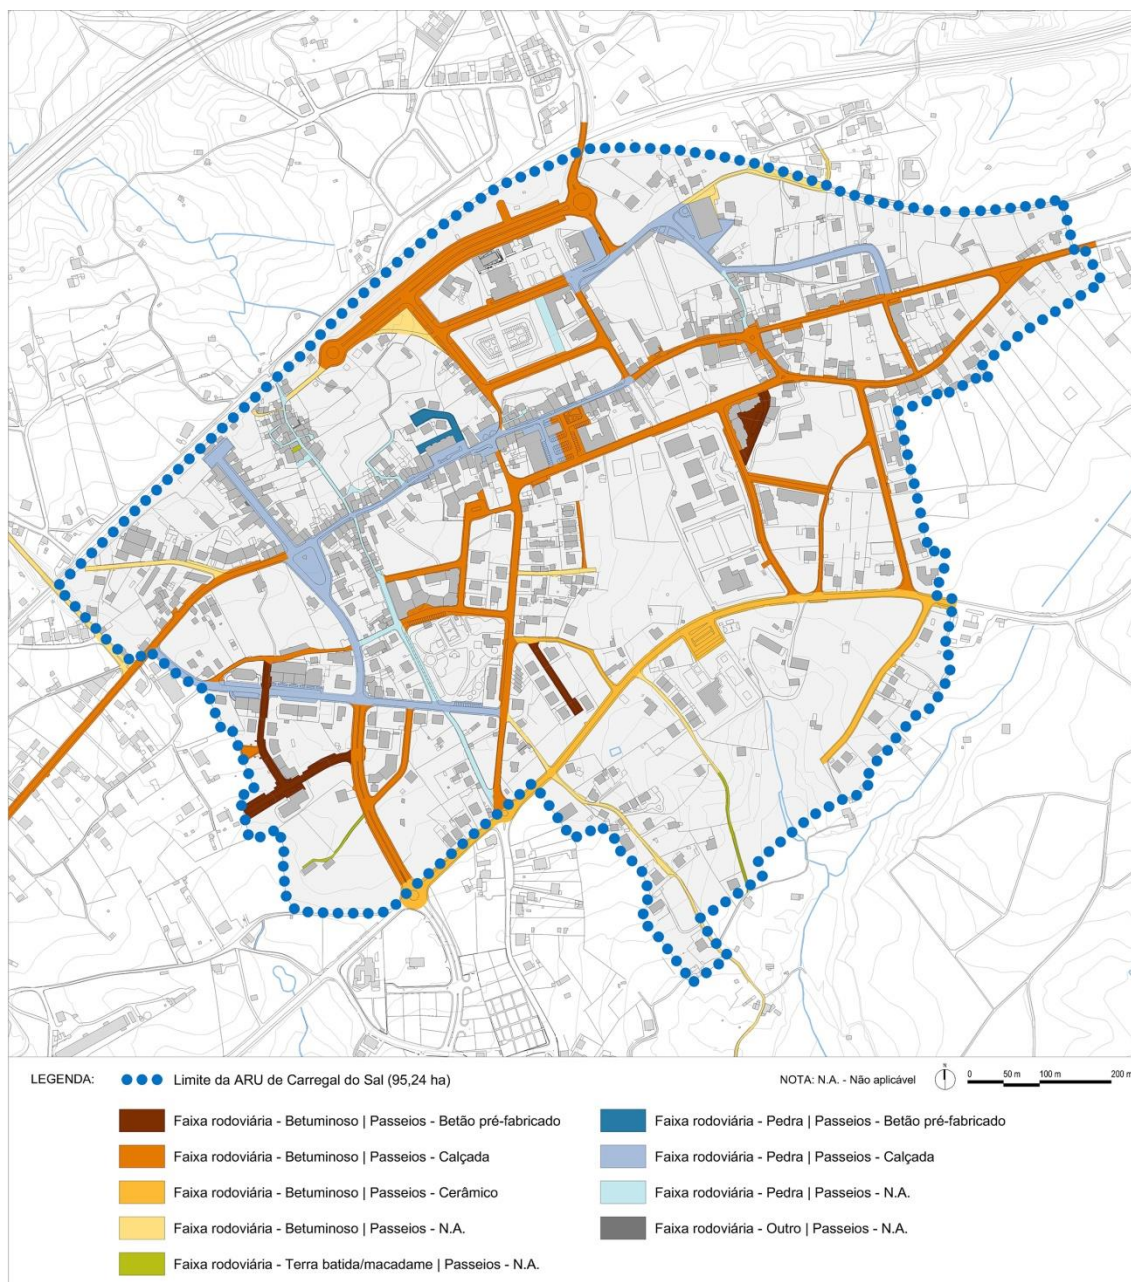 LEGENDA:
Limite da ARU de Carregal do Sal (95,24 ha)
NOTA: N.A. - Não aplicável
N
0 50 m 100 m 200 m
Faixa rodoviária - Betuminoso | Passeios - Betão pré-fabricado
Faixa rodoviária - Betuminoso | Passeios - Calçada
Faixa rodoviária - Betuminoso | Passeios - Cerâmico
Faixa rodoviária - Betuminoso | Passeios - N.A.
Faixa rodoviária - Terra batida/macadame | Passeios - N.A.
Faixa rodoviária - Pedra | Passeios - Betão pré-fabricado
Faixa rodoviária - Pedra | Passeios - Calçada
Faixa rodoviária - Pedra | Passeios - N.A.
Faixa rodoviária - Outro | Passeios - N.A.